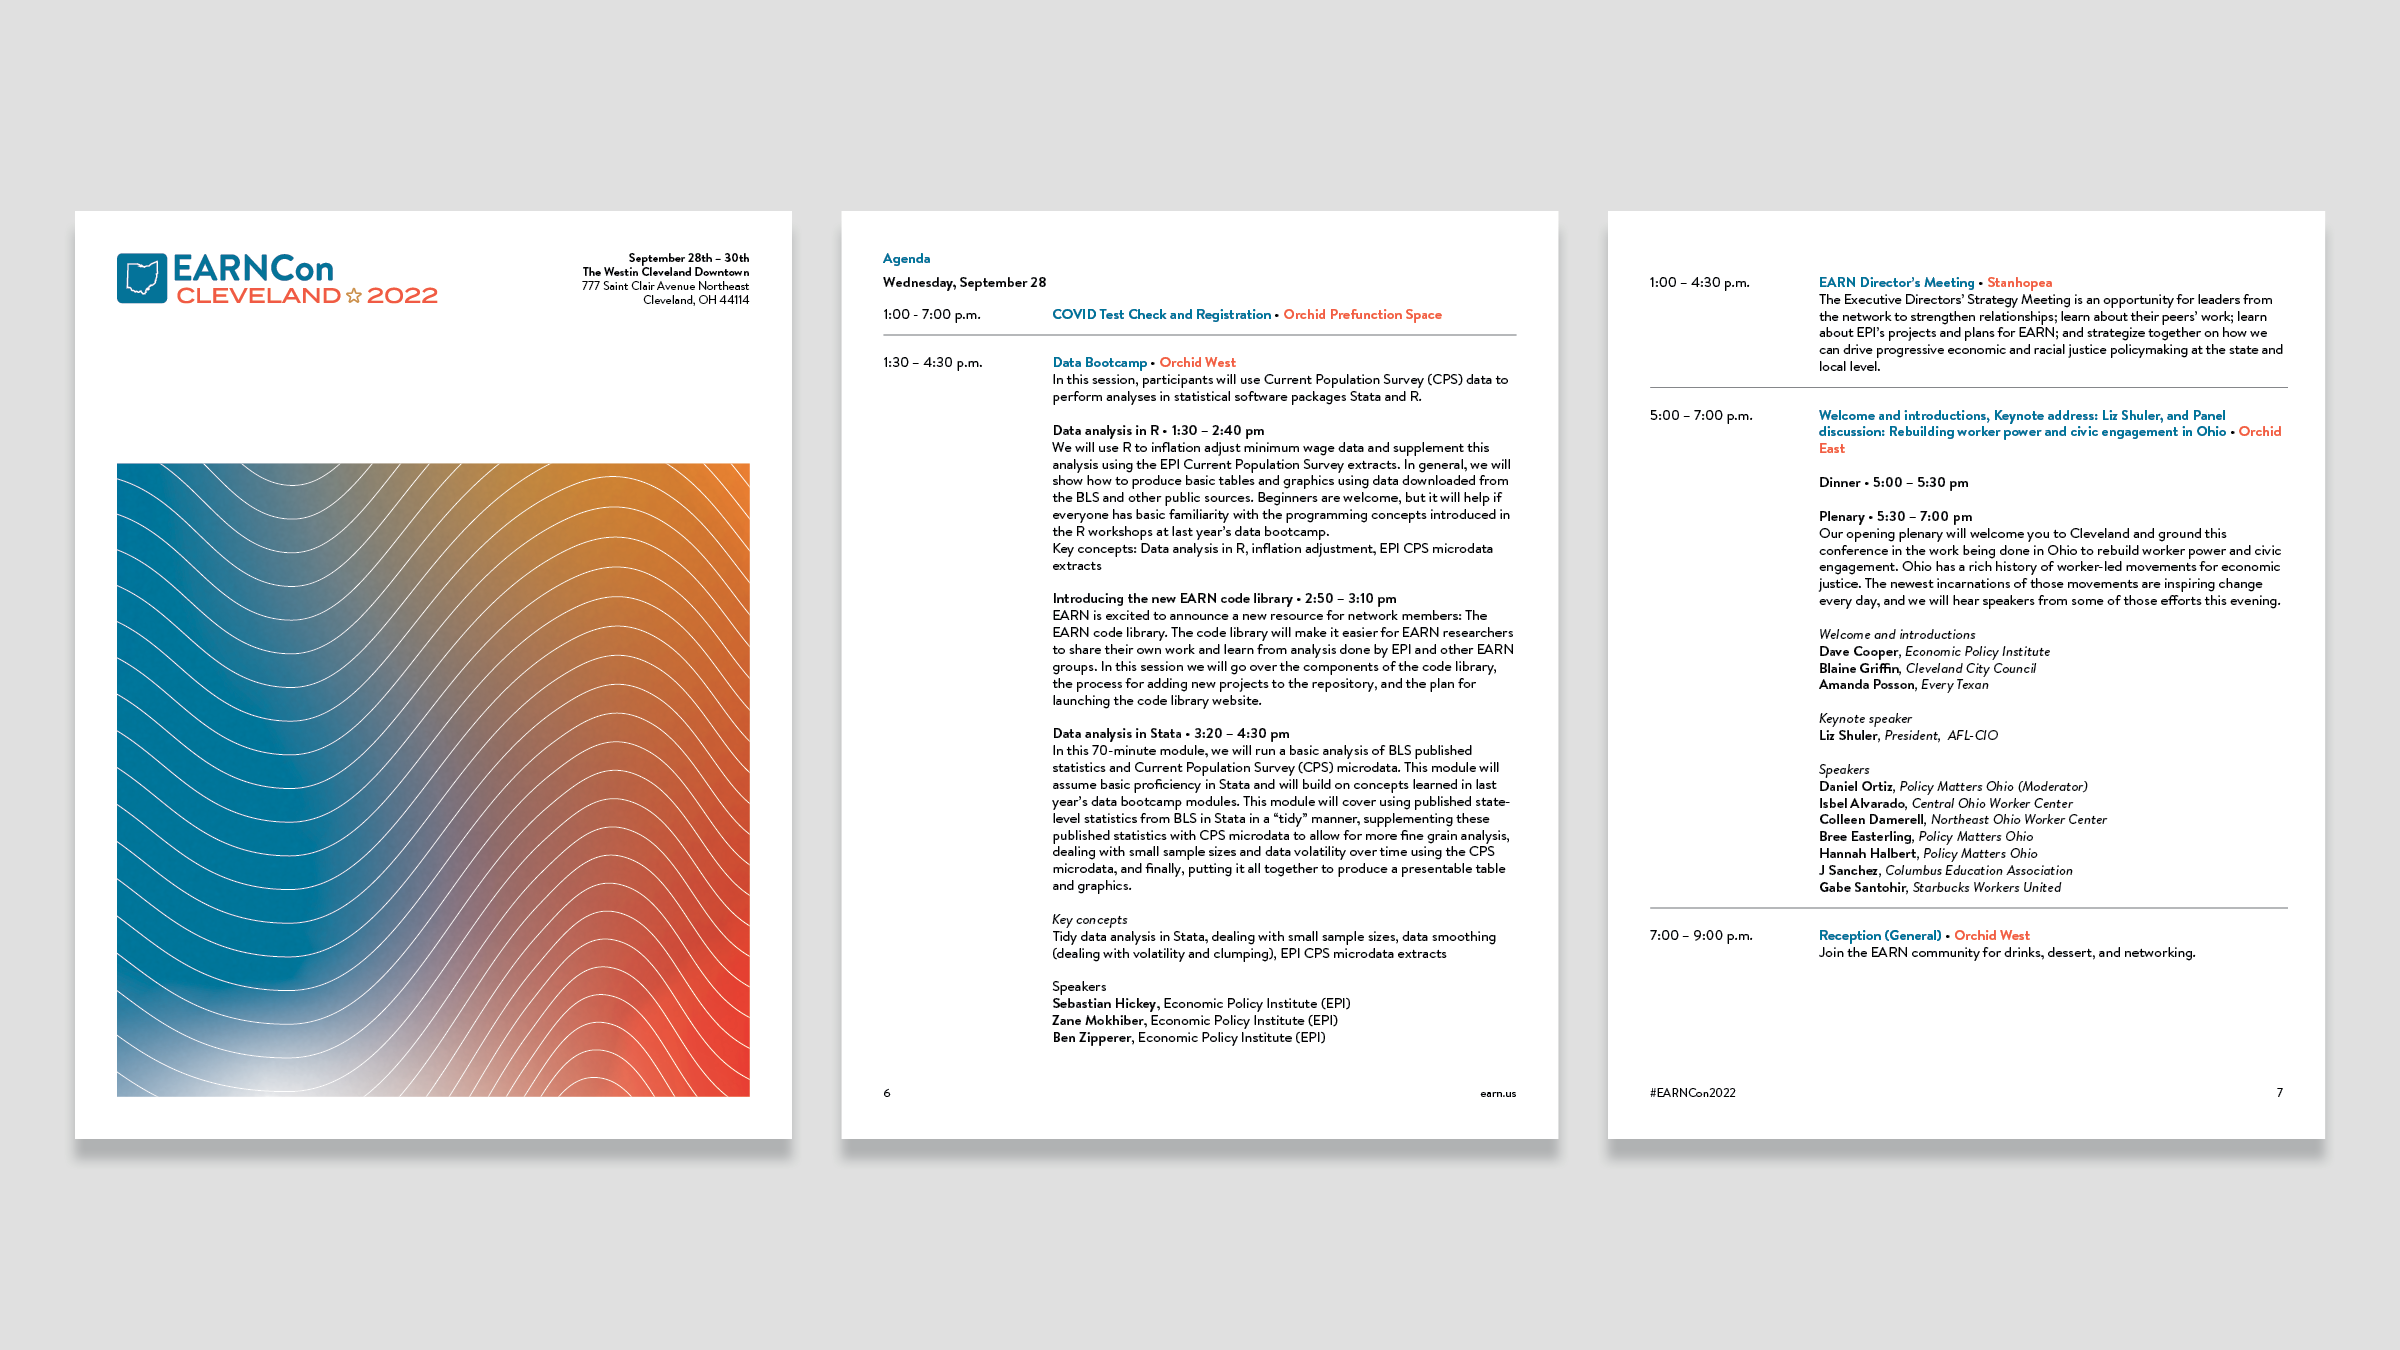 EARNCon
CLEVELAND ☆ 2022
September 28th – 30th
The Westin Cleveland Downtown
777 Saint Clair Avenue Northeast
Cleveland, OH 44114
Agenda
Wednesday, September 28
1:00 - 7:00 p.m.
COVID Test Check and Registration • Orchid Prefunction Space
1:30 – 4:30 p.m.
Data Bootcamp • Orchid West
In this session, participants will use Current Population Survey (CPS) data to
perform analyses in statistical software packages Stata and R.
Data analysis in R • 1:30 – 2:40 pm
We will use R to inflation adjust minimum wage data and supplement this
analysis using the EPI Current Population Survey extracts. In general, we will
show how to produce basic tables and graphics using data downloaded from
the BLS and other public sources. Beginners are welcome, but it will help if
everyone has basic familiarity with the programming concepts introduced in
the R workshops at last year’s data bootcamp.
Key concepts: Data analysis in R, inflation adjustment, EPI CPS microdata
extracts
Introducing the new EARN code library • 2:50 – 3:10 pm
EARN is excited to announce a new resource for network members: The
EARN code library. The code library will make it easier for EARN researchers
to share their own work and learn from analysis done by EPI and other EARN
groups. In this session we will go over the components of the code library,
the process for adding new projects to the repository, and the plan for
launching the code library website.
Data analysis in Stata • 3:20 – 4:30 pm
In this 70-minute module, we will run a basic analysis of BLS published
statistics and Current Population Survey (CPS) microdata. This module will
assume basic proficiency in Stata and will build on concepts learned in last
year’s data bootcamp modules. This module will cover using published state-
level statistics from BLS in Stata in a “tidy” manner, supplementing these
published statistics with CPS microdata to allow for more fine grain analysis,
dealing with small sample sizes and data volatility over time using the CPS
microdata, and finally, putting it all together to produce a presentable table
and graphics.
Key concepts
Tidy data analysis in Stata, dealing with small sample sizes, data smoothing
(dealing with volatility and clumping), EPI CPS microdata extracts
Speakers
Sebastian Hickey, Economic Policy Institute (EPI)
Zane Mokhiber, Economic Policy Institute (EPI)
Ben Zipperer, Economic Policy Institute (EPI)
6
earn.us
1:00 – 4:30 p.m.
EARN Director’s Meeting • Stanhopea
The Executive Directors’ Strategy Meeting is an opportunity for leaders from
the network to strengthen relationships; learn about their peers’ work; learn
about EPI’s projects and plans for EARN; and strategize together on how we
can drive progressive economic and racial justice policymaking at the state and
local level.
5:00 – 7:00 p.m.
Welcome and introductions, Keynote address: Liz Shuler, and Panel
discussion: Rebuilding worker power and civic engagement in Ohio • Orchid
East
Dinner • 5:00 – 5:30 pm
Plenary • 5:30 – 7:00 pm
Our opening plenary will welcome you to Cleveland and ground this
conference in the work being done in Ohio to rebuild worker power and civic
engagement. Ohio has a rich history of worker-led movements for economic
justice. The newest incarnations of those movements are inspiring change
every day, and we will hear speakers from some of those efforts this evening.
Welcome and introductions
Dave Cooper, Economic Policy Institute
Blaine Griffin, Cleveland City Council
Amanda Posson, Every Texan
Keynote speaker
Liz Shuler, President, AFL-CIO
Speakers
Daniel Ortiz, Policy Matters Ohio (Moderator)
Isbel Alvarado, Central Ohio Worker Center
Colleen Damerell, Northeast Ohio Worker Center
Bree Easterling, Policy Matters Ohio
Hannah Halbert, Policy Matters Ohio
J Sanchez, Columbus Education Association
Gabe Santohir, Starbucks Workers United
7:00 – 9:00 p.m.
Reception (General) • Orchid West
Join the EARN community for drinks, dessert, and networking.
#EARNCon2022
7